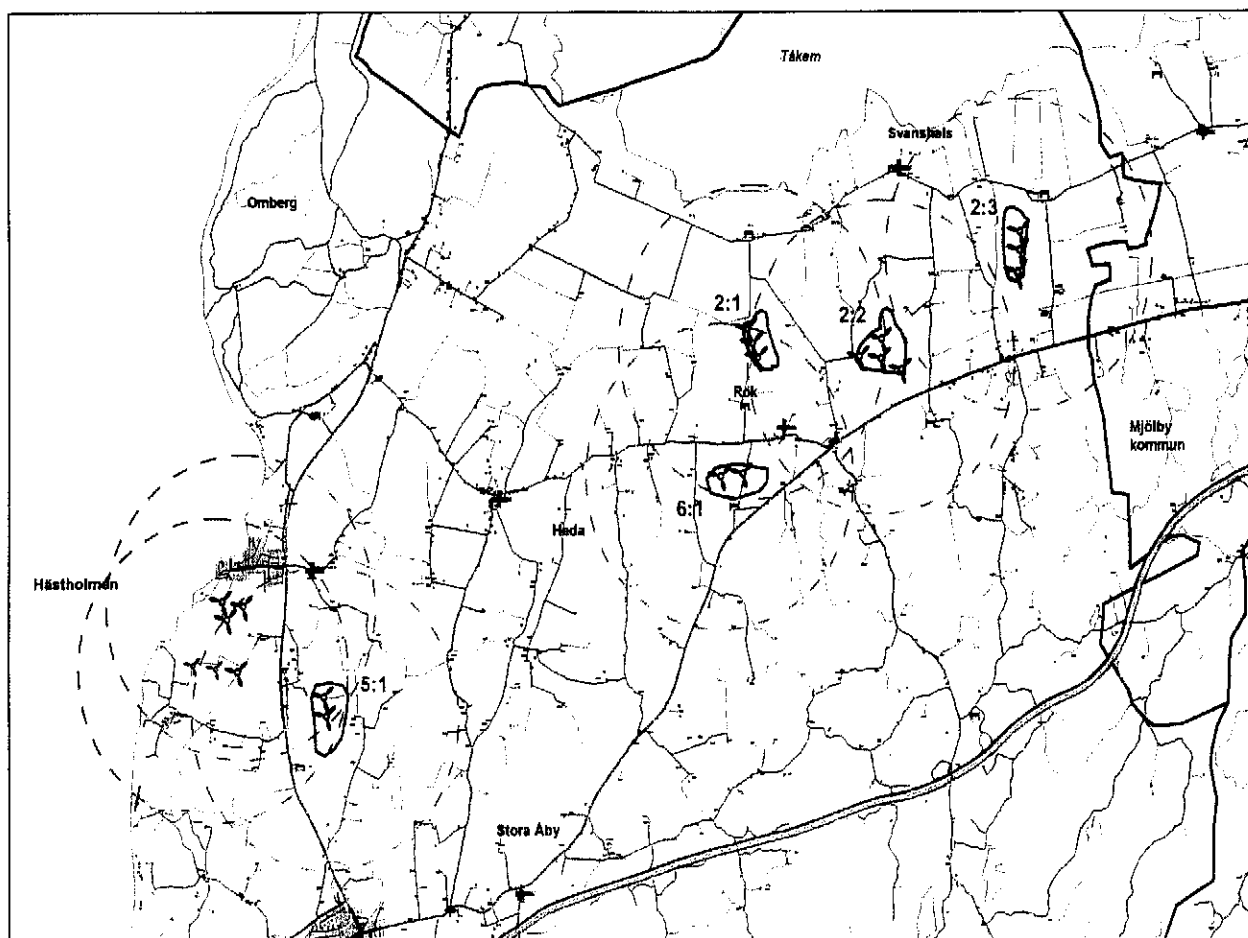 Tåkern
Svanshals
Omberg
2:3
2:1
2:2
Rök
Mjölby
kommun
6:1
Heda
Hästholmen
5:1
Stora Åby